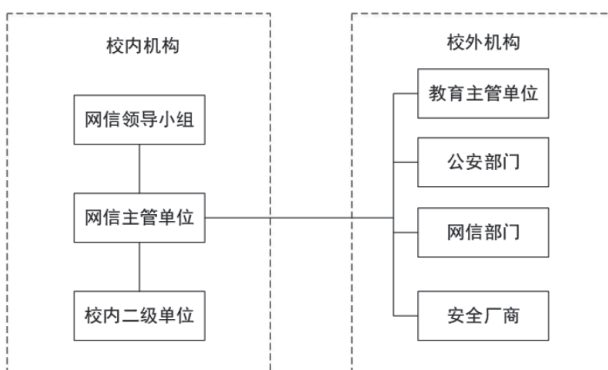 校内机构
网信领导小组
网信主管单位
校内二级单位
校外机构
教育主管单位
公安部门
网信部门
安全厂商